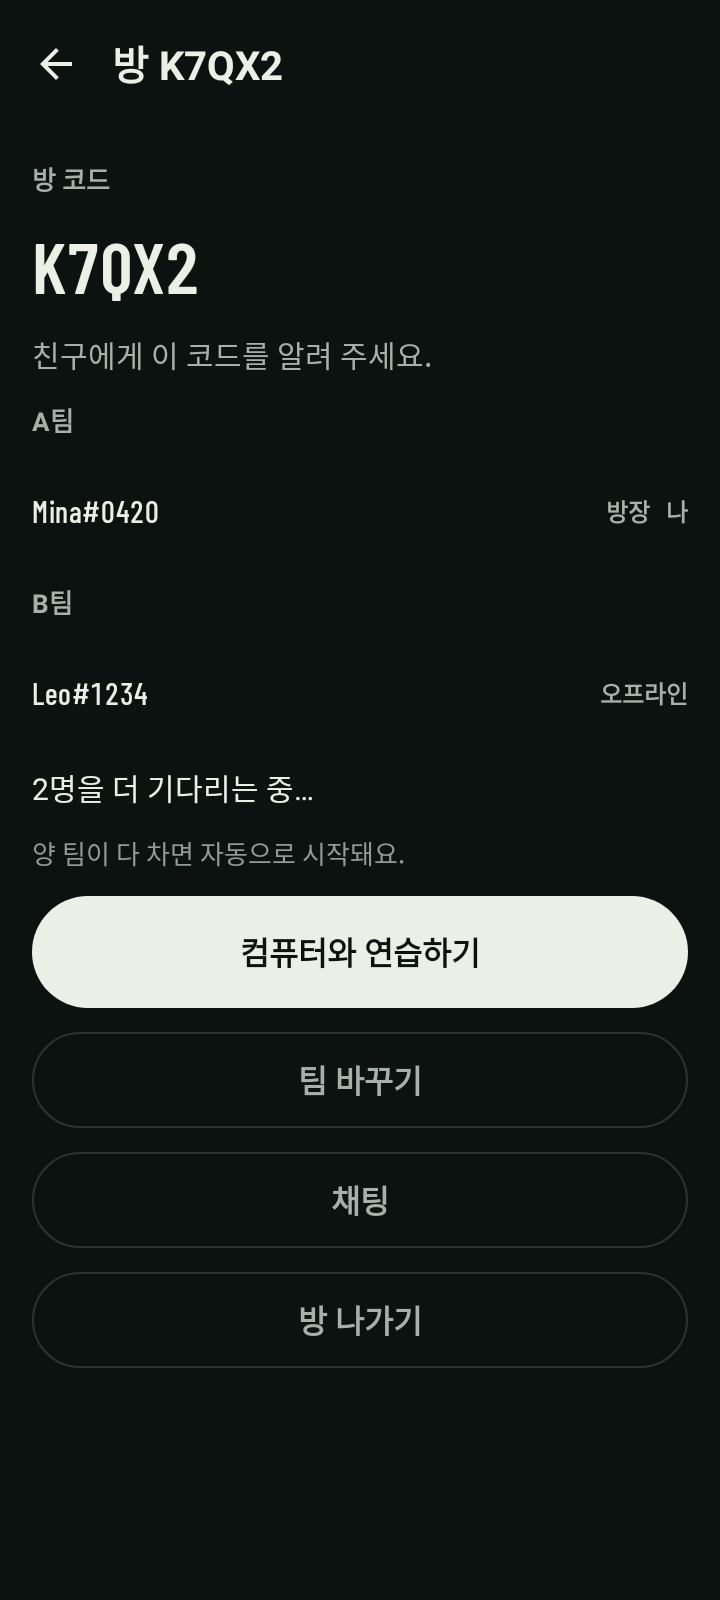 방 K7QX2
방 코드
K7QX2
친구에게 이 코드를 알려 주세요.
A팀
Mina#0420 방장 나
B팀
Leo#1234 오프라인
2명을 더 기다리는 중...
양 팀이 다 차면 자동으로 시작돼요.
컴퓨터와 연습하기
팀 바꾸기
채팅
방 나가기